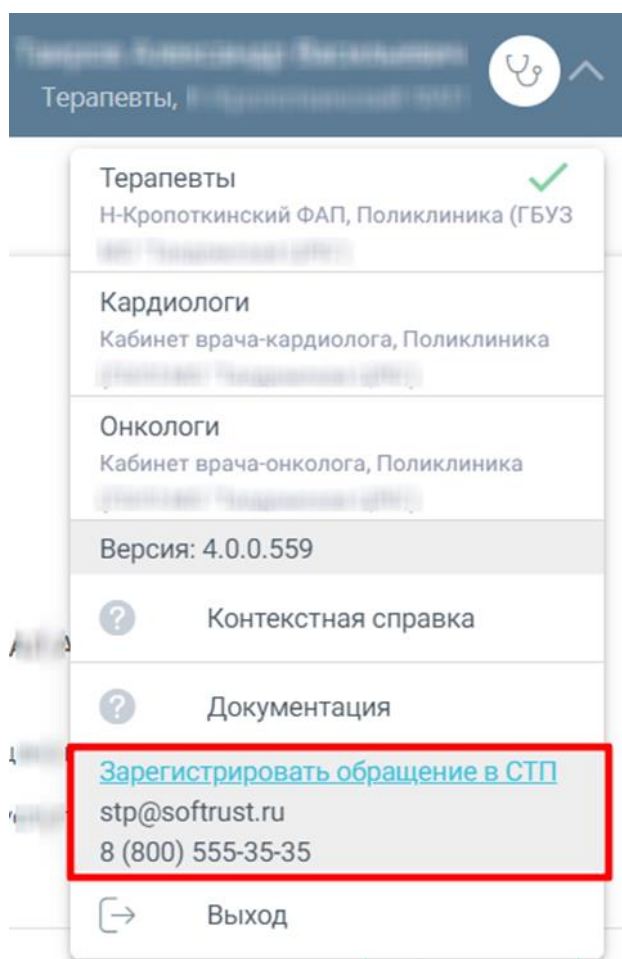 Терапевты,
Терапевты
Н-Кропоткинский ФАП, Поликлиника (ГБУЗ
Кардиологи
Кабинет врача-кардиолога, Поликлиника
Онкологи
Кабинет врача-онколога, Поликлиника
Версия: 4.0.0.559
Контекстная справка
Документация
Зарегистрировать обращение в СТП
stp@softrust.ru
8 (800) 555-35-35
Выход